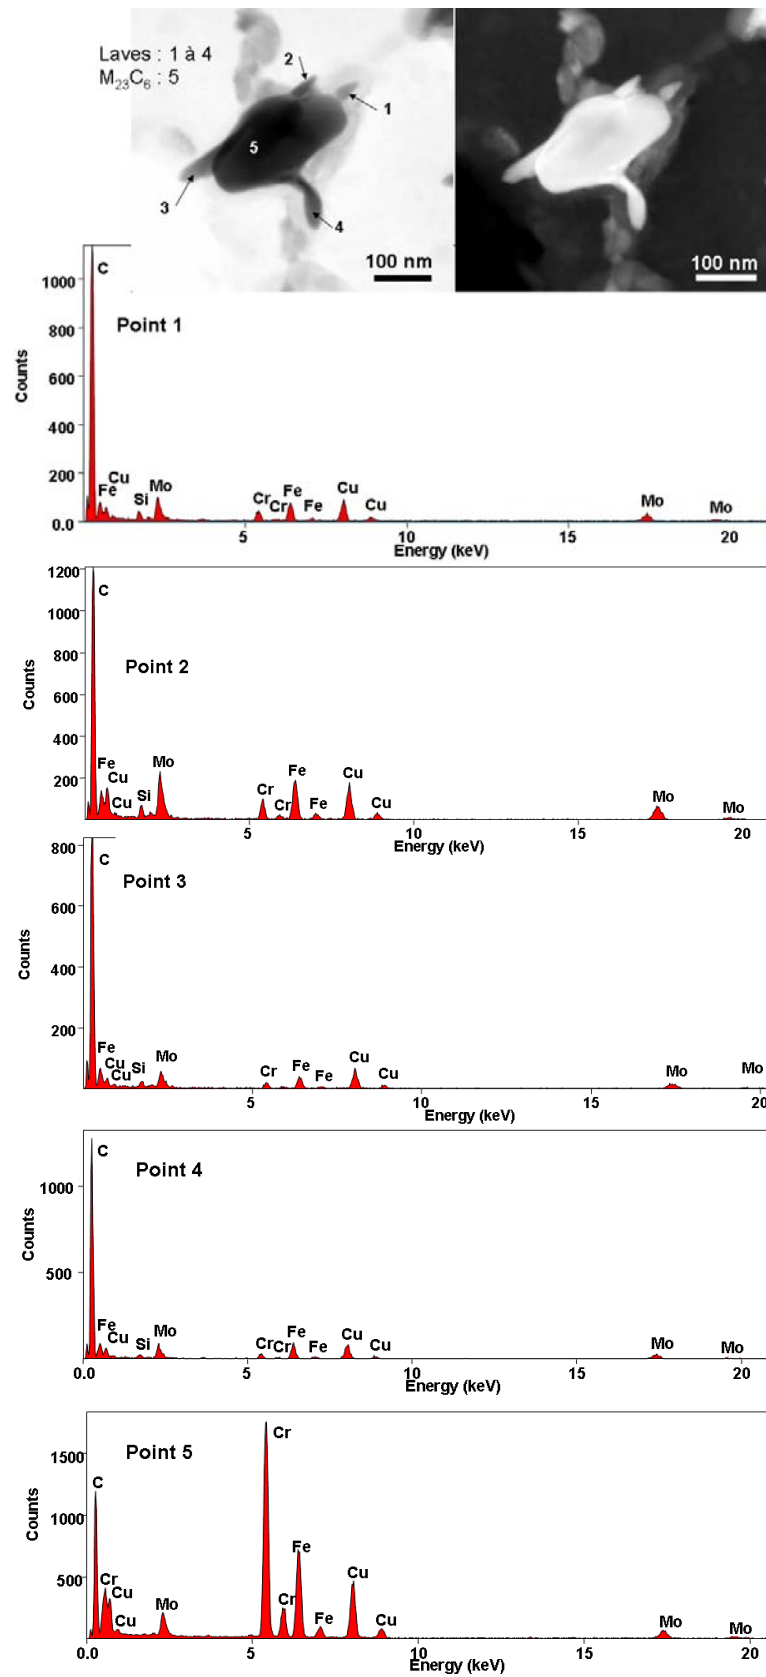 Laves : 1 à 4
M₂₃C₆ : 5
2
1
5
3
4
100 nm
100 nm
C
1000
Point 1
800
Counts
600
400
200
Cu
Fe
Si
Mo
Cr
Cr
Fe
Fe
Cu
Cu
Mo
Mo
0.0
5
10
15
20
Energy (keV)
1200
C
1000
Point 2
800
Counts
600
400
200
Fe
Cu
Cu
Si
Mo
Cr
Cr
Fe
Fe
Cu
Cu
Mo
Mo
5
10
15
20
Energy (keV)
800
C
Point 3
600
Counts
400
200
Fe
Cu
Cu
Si
Mo
Cr
Fe
Fe
Cu
Cu
Mo
Mo
5
10
15
20
Energy (keV)
C
Point 4
1000
Counts
500
Fe
Cu
Si
Mo
Cr
Cr
Fe
Fe
Cu
Cu
Mo
Mo
0.0
5
10
15
20
Energy (keV)
Cr
Point 5
1500
C
Counts
1000
500
Cr
Cu
Cu
Mo
Cr
Fe
Fe
Cu
Cu
Mo
Mo
0.0
5
10
15
20
Energy (keV)